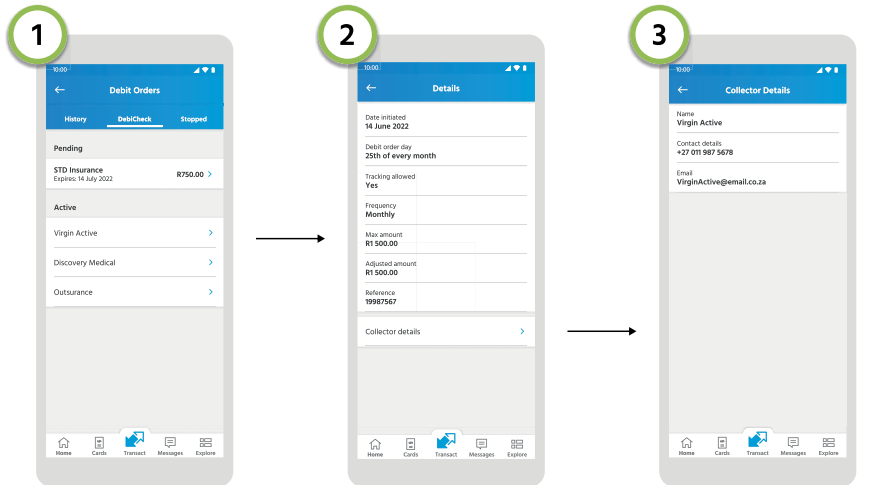 1
10:00
Debit Orders
History DebiCheck Stopped
Pending
STD Insurance
Expires: 14 July 2022
R750.00
Active
Virgin Active
Discovery Medical
Outsurance
Home Cards Transact Messages Explore
2
10:00
Details
Date initiated
14 June 2022
Debit order day
25th of every month
Tracking allowed
Yes
Frequency
Monthly
Max amount
R1 500.00
Adjusted amount
R1 500.00
Reference
19987567
Collector details
Home Cards Transact Messages Explore
3
10:00
Collector Details
Name
Virgin Active
Contact details
+27 011 987 5678
Email
VirginActive@email.co.za
Home Cards Transact Messages Explore